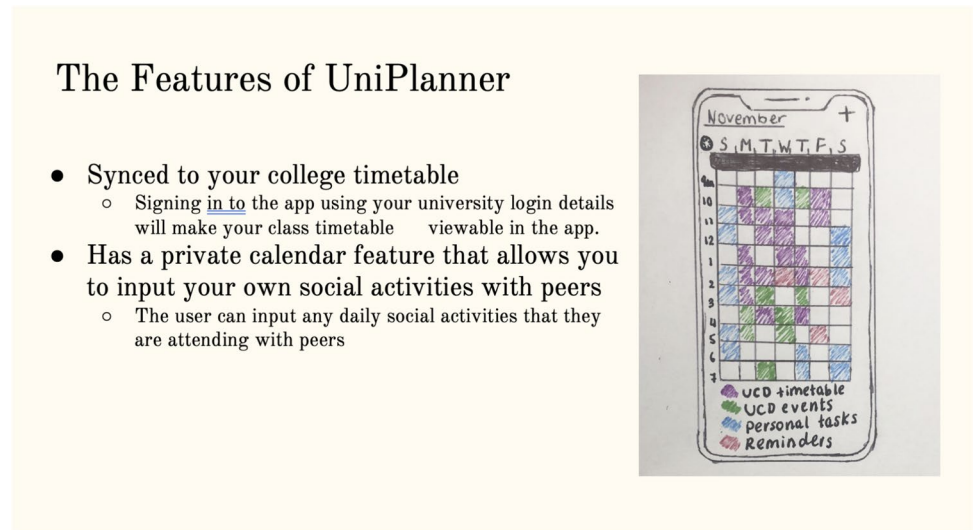 The Features of UniPlanner
● Synced to your college timetable
○ Signing in to the app using your university login details
will make your class timetable viewable in the app.
● Has a private calendar feature that allows you
to input your own social activities with peers
○ The user can input any daily social activities that they
are attending with peers
November +
S M T W T F S
9am
10
11
12
1
2
3
4
5
6
7
UCD timetable
UCD events
Personal tasks
Reminders